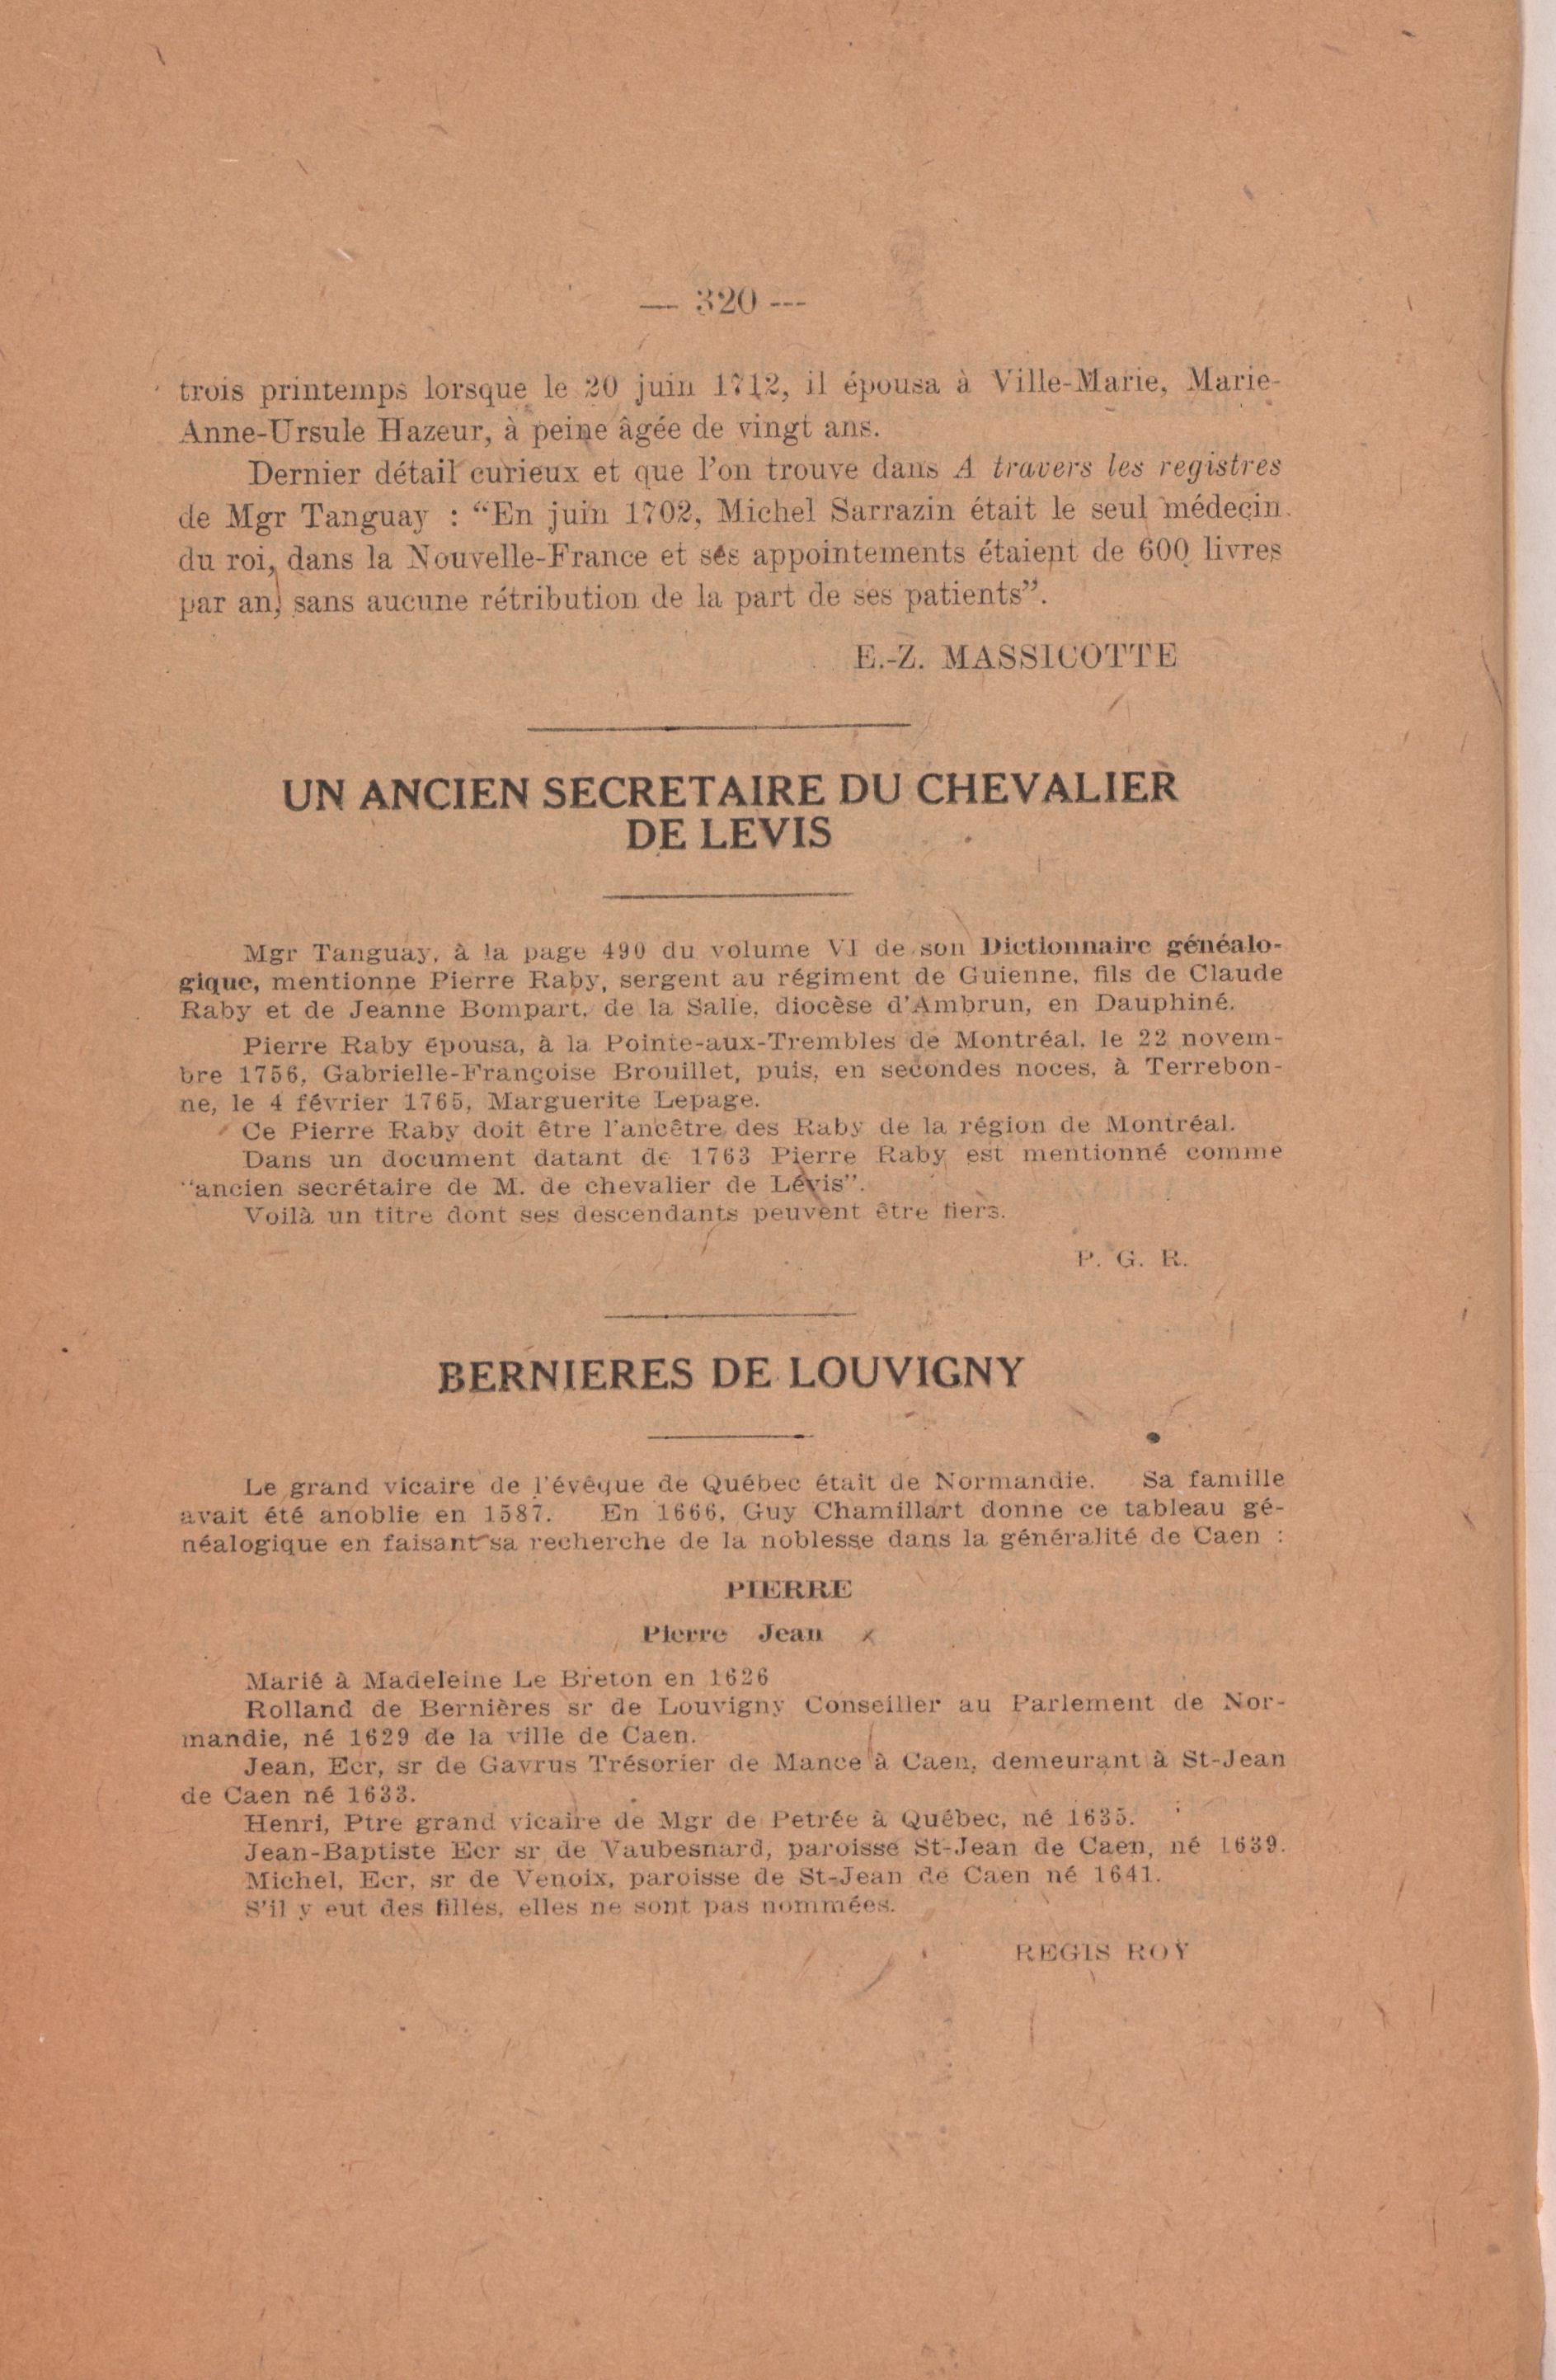 — 320 —
trois printemps lorsque le 20 juin 1712, il épousa à Ville-Marie, Marie-
Anne-Ursule Hazeur, à peine âgée de vingt ans.
Dernier détail curieux et que l'on trouve dans A travers les registres
de Mgr Tanguay : “En juin 1702, Michel Sarrazin était le seul médecin
du roi, dans la Nouvelle-France et ses appointements étaient de 600 livres
par an, sans aucune rétribution de la part de ses patients”.
E.-Z. MASSICOTTE
UN ANCIEN SECRETAIRE DU CHEVALIER
DE LEVIS
Mgr Tanguay, à la page 490 du volume VI de son Dictionnaire généalo-
gique, mentionne Pierre Raby, sergent au régiment de Guienne, fils de Claude
Raby et de Jeanne Bompart, de la Salle, diocèse d'Ambrun, en Dauphiné.
Pierre Raby épousa, à la Pointe-aux-Trembles de Montréal, le 22 novem-
bre 1756, Gabrielle-Françoise Brouillet, puis, en secondes noces, à Terrebon-
ne, le 4 février 1765, Marguerite Lepage.
Ce Pierre Raby doit être l'ancêtre des Raby de la région de Montréal.
Dans un document datant de 1763 Pierre Raby est mentionné comme
“ancien secrétaire de M. de chevalier de Lévis”.
Voilà un titre dont ses descendants peuvent être fiers.
P. G. R.
BERNIERES DE LOUVIGNY
Le grand vicaire de l'évêque de Québec était de Normandie. Sa famille
avait été anoblie en 1587. En 1666, Guy Chamillart donne ce tableau gé-
néalogique en faisant sa recherche de la noblesse dans la généralité de Caen :
PIERRE
Pierre Jean
Marié à Madeleine Le Breton en 1626
Rolland de Bernières sr de Louvigny Conseiller au Parlement de Nor-
mandie, né 1629 de la ville de Caen.
Jean, Ecr, sr de Gavrus Trésorier de Mance à Caen, demeurant à St-Jean
de Caen né 1633.
Henri, Ptre grand vicaire de Mgr de Petrée à Québec, né 1635.
Jean-Baptiste Ecr sr de Vaubesnard, paroisse St-Jean de Caen, né 1639.
Michel, Ecr, sr de Venoix, paroisse de St-Jean de Caen né 1641.
S'il y eut des filles, elles ne sont pas nommées.
REGIS ROY